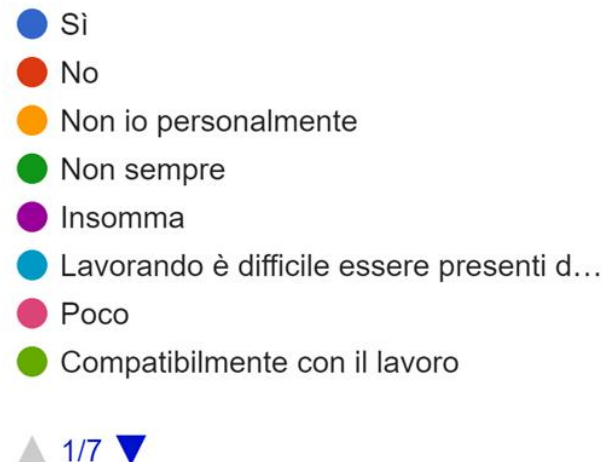 Sì
No
Non io personalmente
Non sempre
Insomma
Lavorando è difficile essere presenti d...
Poco
Compatibilmente con il lavoro
1/7